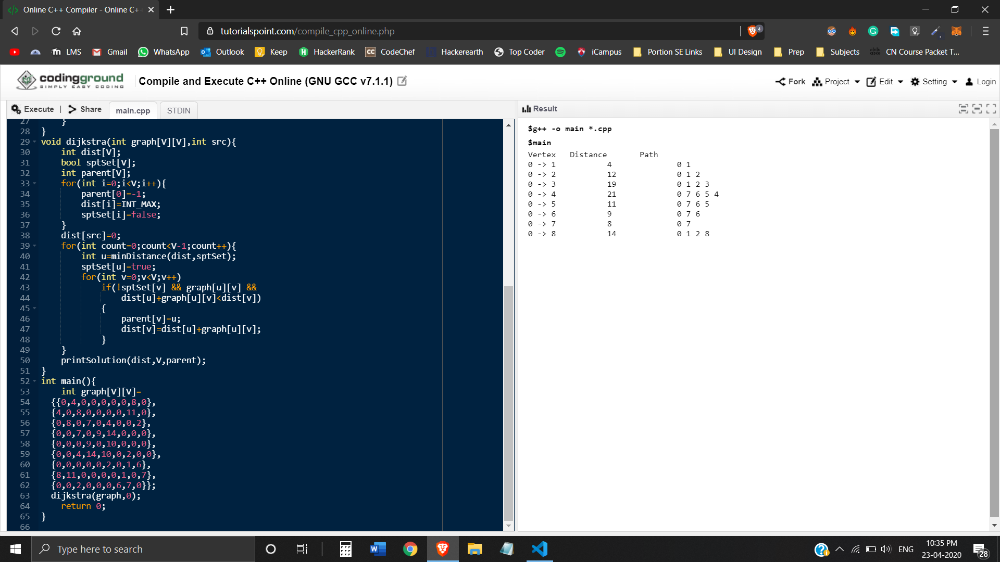 Online C++ Compiler - Online C++
tutorialspoint.com/compile_cpp_online.php
4
LMS Gmail WhatsApp Outlook Keep HackerRank CodeChef Hackerearth Top Coder iCampus Portion SE Links UI Design Prep Subjects CN Course Packet T...
codingground
SIMPLY EASY CODING
Compile and Execute C++ Online (GNU GCC v7.1.1)
Fork Project Edit Setting Login
Execute | Share main.cpp STDIN
Result
27 }
28 }
29 void dijkstra(int graph[V][V],int src){
30 int dist[V];
31 bool sptSet[V];
32 int parent[V];
33 for(int i=0;i<V;i++){
34 parent[0]=-1;
35 dist[i]=INT_MAX;
36 sptSet[i]=false;
37 }
38 dist[src]=0;
39 for(int count=0;count<V-1;count++){
40 int u=minDistance(dist,sptSet);
41 sptSet[u]=true;
42 for(int v=0;v<V;v++)
43 if(!sptSet[v] && graph[u][v] &&
44 dist[u]+graph[u][v]<dist[v])
45 {
46 parent[v]=u;
47 dist[v]=dist[u]+graph[u][v];
48 }
49 }
50 printSolution(dist,V,parent);
51 }
52 int main(){
53 int graph[V][V]=
54 {{0,4,0,0,0,0,0,8,0},
55 {4,0,8,0,0,0,0,11,0},
56 {0,8,0,7,0,4,0,0,2},
57 {0,0,7,0,9,14,0,0,0},
58 {0,0,0,9,0,10,0,0,0},
59 {0,0,4,14,10,0,2,0,0},
60 {0,0,0,0,0,2,0,1,6},
61 {8,11,0,0,0,0,1,0,7},
62 {0,0,2,0,0,0,6,7,0}};
63 dijkstra(graph,0);
64 return 0;
65 }
66
$g++ -o main *.cpp
$main
Vertex Distance Path
0 -> 1 4 0 1
0 -> 2 12 0 1 2
0 -> 3 19 0 1 2 3
0 -> 4 21 0 7 6 5 4
0 -> 5 11 0 7 6 5
0 -> 6 9 0 7 6
0 -> 7 8 0 7
0 -> 8 14 0 1 2 8
Type here to search
ENG
10:35 PM
23-04-2020
28